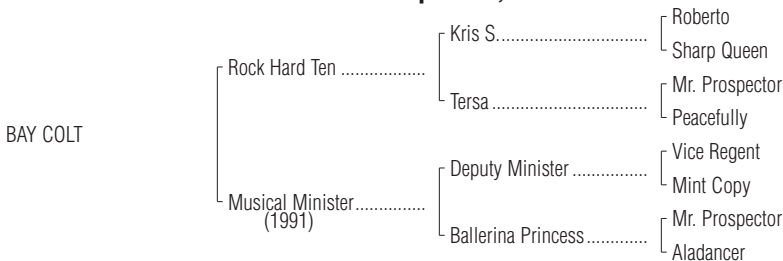 Roberto
Kris S.
Sharp Queen
Rock Hard Ten
Mr. Prospector
Tersa
Peacefully
BAY COLT
Vice Regent
Deputy Minister
Mint Copy
Musical Minister
(1991)
Mr. Prospector
Ballerina Princess
Aladancer